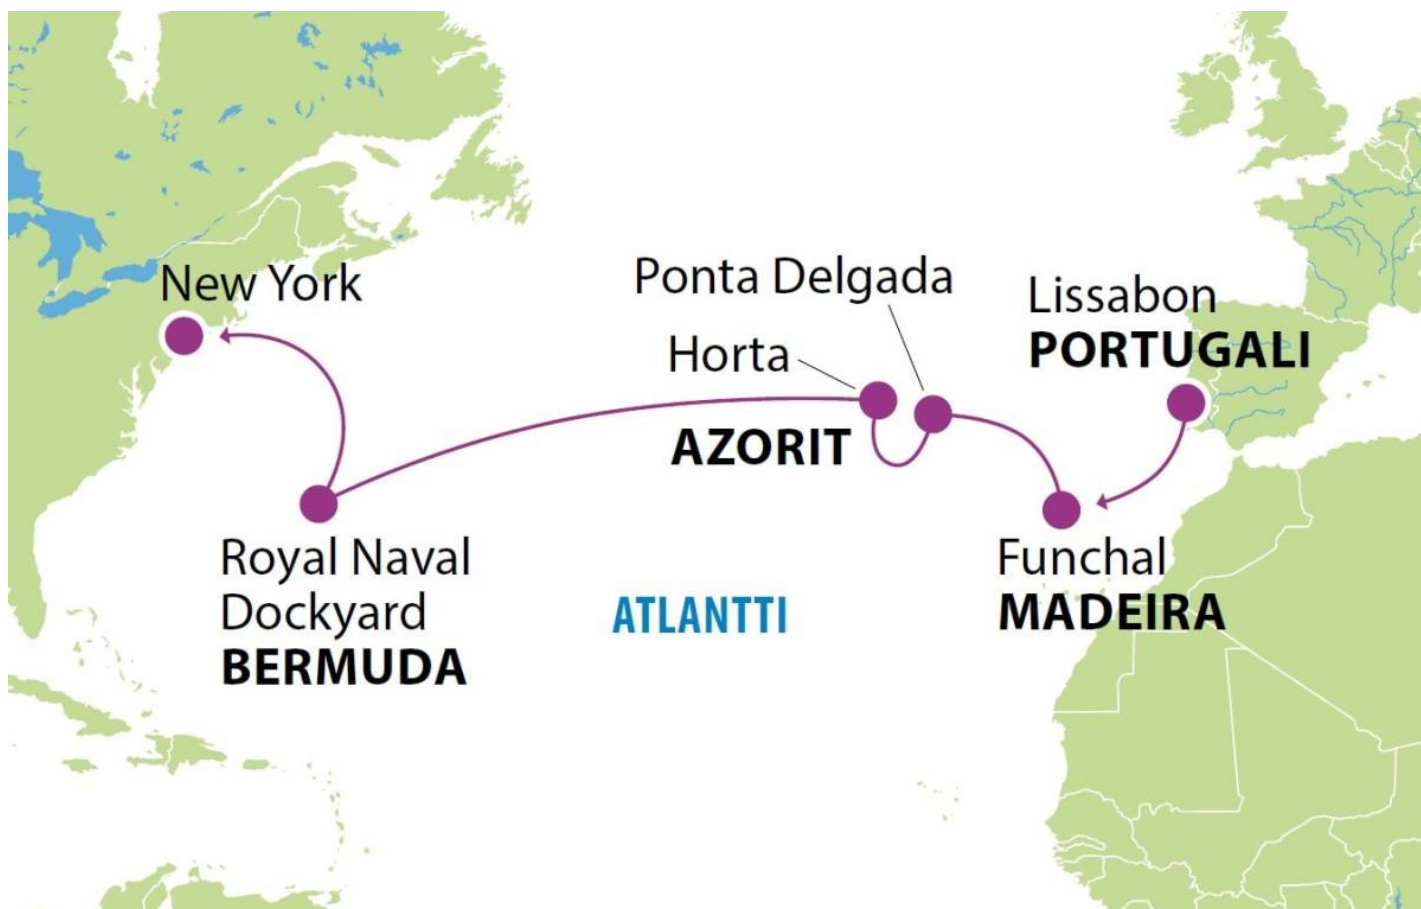 New York
Ponta Delgada
Horta
AZORIT
Lissabon
PORTUGALI
Royal Naval
Dockyard
BERMUDA
ATLANTTI
Funchal
MADEIRA